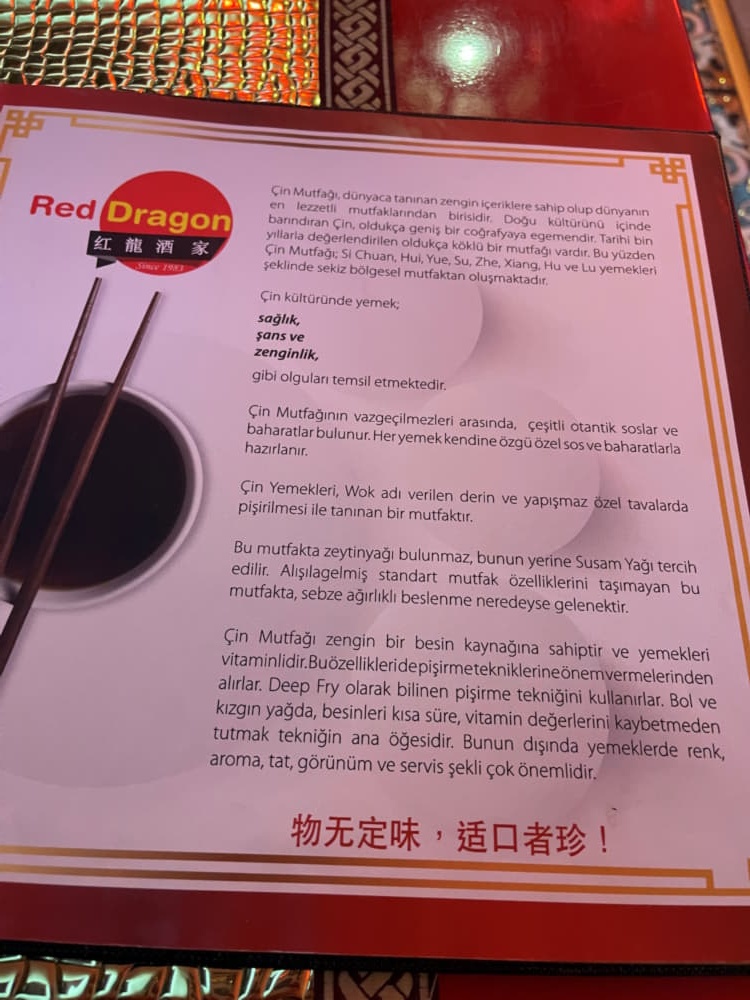 Red Dragon
红龍酒家
Since 1983
Çin Mutfağı, dünyaca tanınan zengin içeriklere sahip olup dünyanın
en lezzetli mutfaklarından birisidir. Doğu kültürünü içinde
barındıran Çin, oldukça geniş bir coğrafyaya egemendir. Tarihi bin
yıllarla değerlendirilen oldukça köklü bir mutfağı vardır. Bu yüzden
Çin Mutfağı; Si Chuan, Hui, Yue, Su, Zhe, Xiang, Hu ve Lu yemekleri
şeklinde sekiz bölgesel mutfaktan oluşmaktadır.
Çin kültüründe yemek;
sağlık,
şans ve
zenginlik,
gibi olguları temsil etmektedir.
Çin Mutfağının vazgeçilmezleri arasında, çeşitli otantik soslar ve
baharatlar bulunur. Her yemek kendine özgü özel sos ve baharatlarla
hazırlanır.
Çin Yemekleri, Wok adı verilen derin ve yapışmaz özel tavalarda
pişirilmesi ile tanınan bir mutfaktır.
Bu mutfakta zeytinyağı bulunmaz, bunun yerine Susam Yağı tercih
edilir. Alışılagelmiş standart mutfak özelliklerini taşımayan bu
mutfakta, sebze ağırlıklı beslenme neredeyse gelenektir.
Çin Mutfağı zengin bir besin kaynağına sahiptir ve yemekleri
vitaminlidir. Bu özellikleri de pişirme tekniklerine önem vermelerinden
alırlar. Deep Fry olarak bilinen pişirme tekniğini kullanırlar. Bol ve
kızgın yağda, besinleri kısa süre, vitamin değerlerini kaybetmeden
tutmak tekniğin ana öğesidir. Bunun dışında yemeklerde renk,
aroma, tat, görünüm ve servis şekli çok önemlidir.
物无定味，适口者珍！